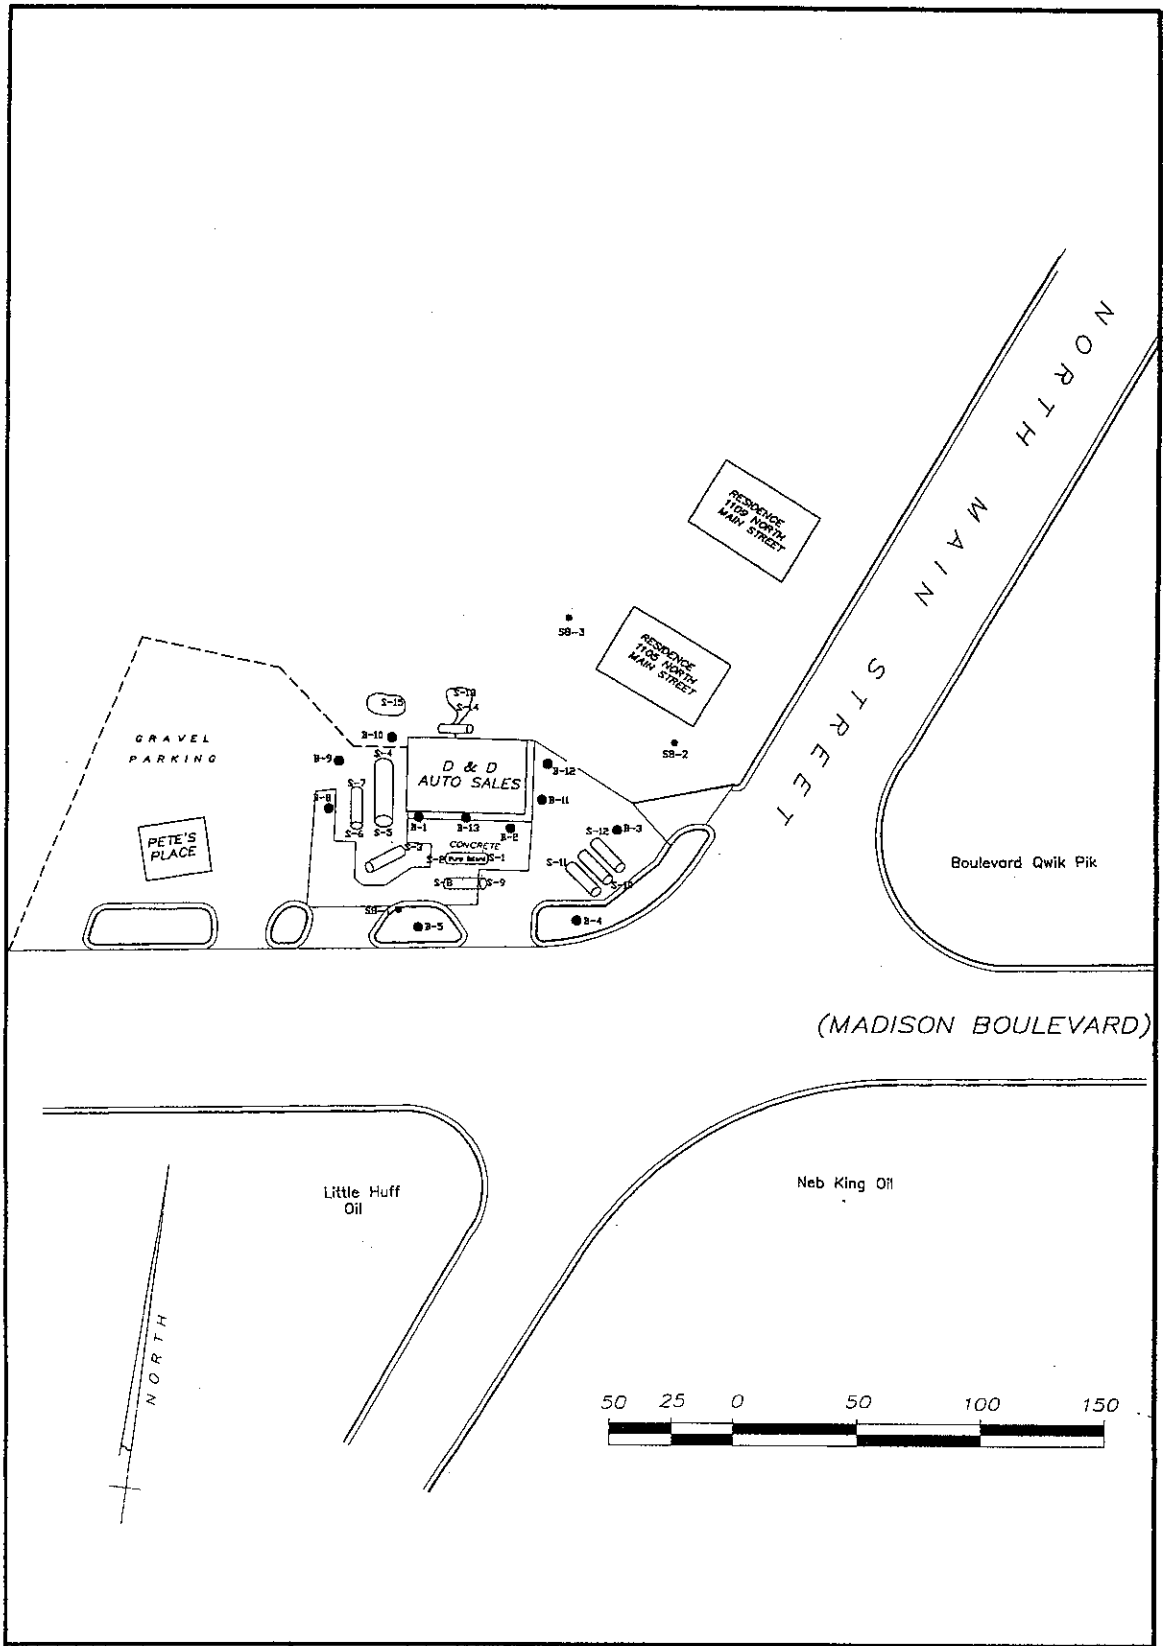 NORTH MAIN STREET
RESIDENCE
1109 NORTH
MAIN STREET
SB-3
RESIDENCE
1105 NORTH
MAIN STREET
SB-2
S-13
S-14
S-15
GRAVEL
PARKING
B-10
S-4
B-9
D & D
AUTO SALES
B-12
S-7
B-8
B-11
S-6
S-5
B-1
B-13
B-2
S-12
B-3
PETE'S
PLACE
CONCRETE
S-3
S-2
Pump Island
S-1
S-11
Boulevard Qwik Pik
S-8
S-9
S-10
SB-1
B-5
B-4
(MADISON BOULEVARD)
Little Huff
Oil
Neb King Oil
NORTH
50 25 0 50 100 150